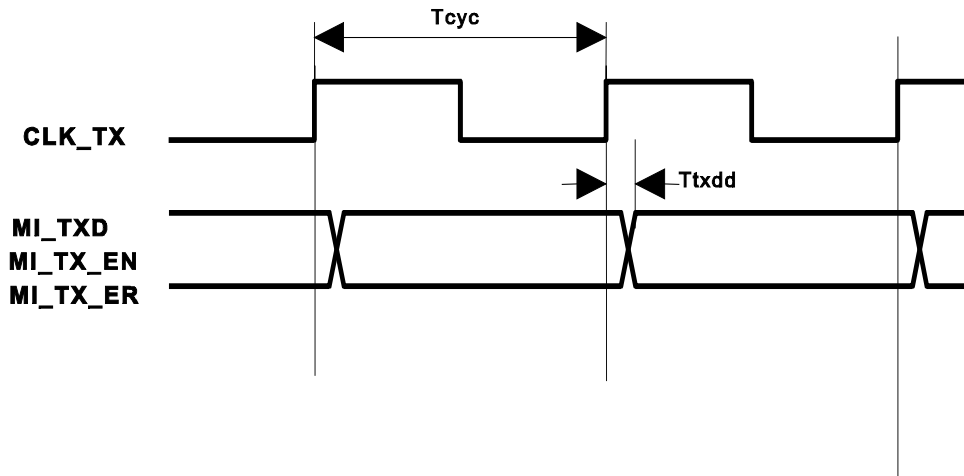 Tcyc
CLK_TX
Ttxdd
MI_TXD
MI_TX_EN
MI_TX_ER